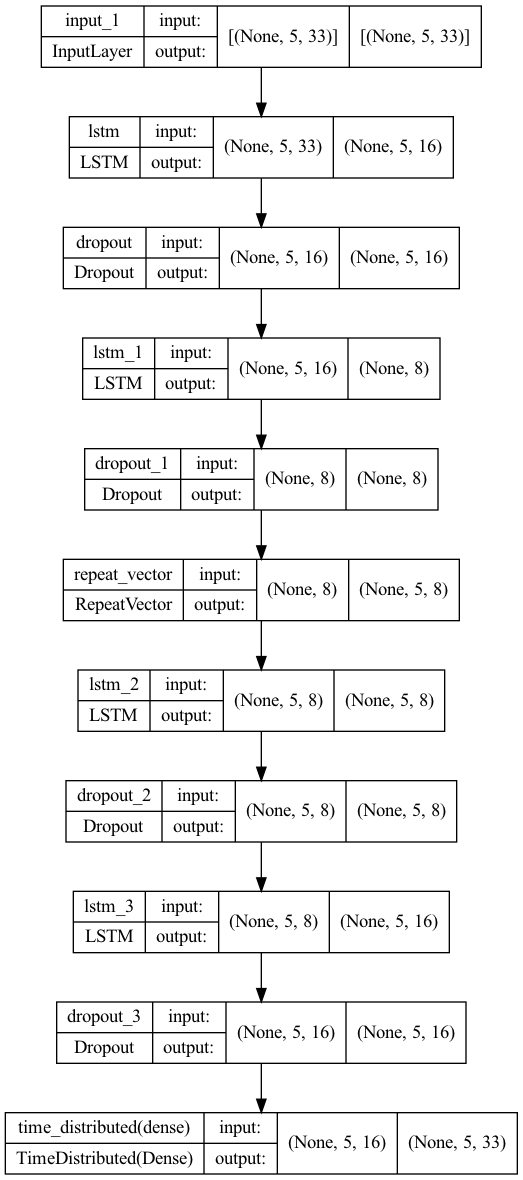 input_1 input: [(None, 5, 33)] [(None, 5, 33)]
InputLayer output:
lstm input: (None, 5, 33) (None, 5, 16)
LSTM output:
dropout input: (None, 5, 16) (None, 5, 16)
Dropout output:
lstm_1 input: (None, 5, 16) (None, 8)
LSTM output:
dropout_1 input: (None, 8) (None, 8)
Dropout output:
repeat_vector input: (None, 8) (None, 5, 8)
RepeatVector output:
lstm_2 input: (None, 5, 8) (None, 5, 8)
LSTM output:
dropout_2 input: (None, 5, 8) (None, 5, 8)
Dropout output:
lstm_3 input: (None, 5, 8) (None, 5, 16)
LSTM output:
dropout_3 input: (None, 5, 16) (None, 5, 16)
Dropout output:
time_distributed(dense) input: (None, 5, 16) (None, 5, 33)
TimeDistributed(Dense) output: